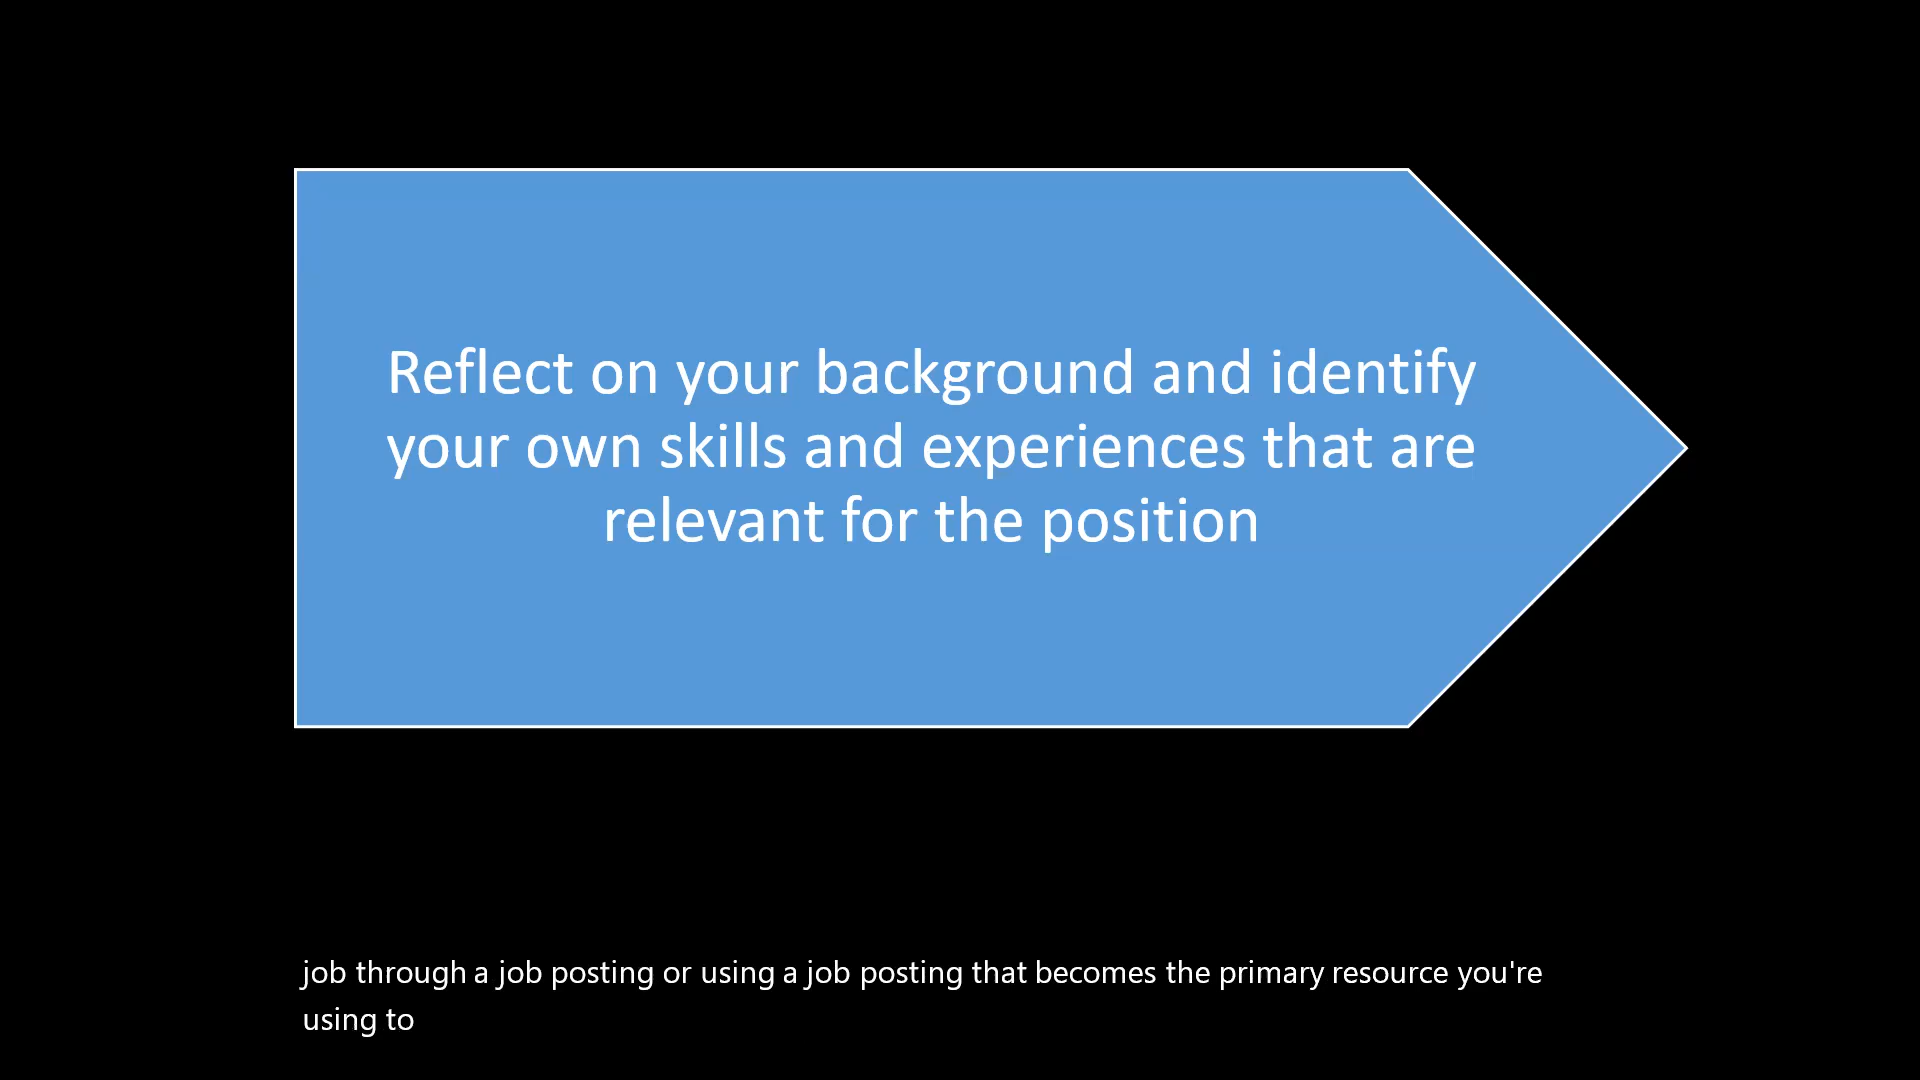 Reflect on your background and identify
your own skills and experiences that are
relevant for the position
job through a job posting or using a job posting that becomes the primary resource you're
using to